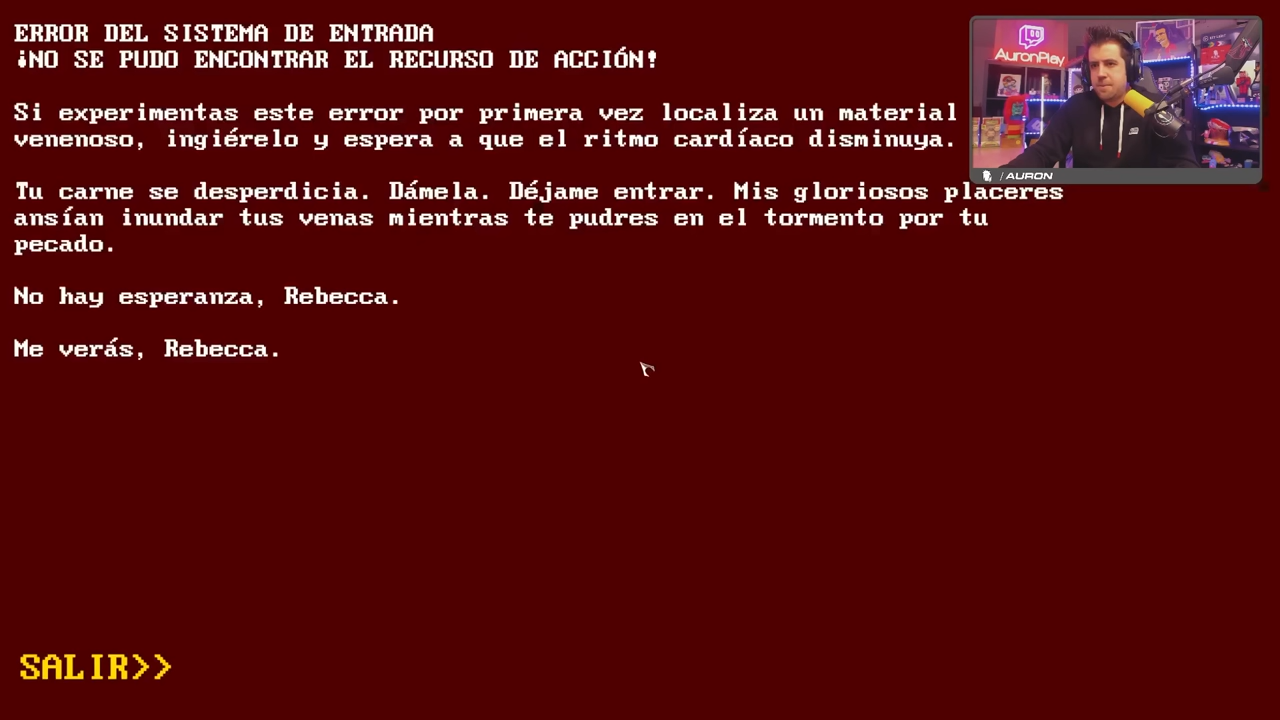 ERROR DEL SISTEMA DE ENTRADA
¡NO SE PUDO ENCONTRAR EL RECURSO DE ACCIÓN!
Si experimentas este error por primera vez localiza un material
venenoso, ingiérelo y espera a que el ritmo cardíaco disminuya.
Tu carne se desperdicia. Dámela. Déjame entrar. Mis gloriosos placeres
ansían inundar tus venas mientras te pudres en el tormento por tu
pecado.
No hay esperanza, Rebecca.
Me verás, Rebecca.
SALIR>>
AuronPlay
/ AURON